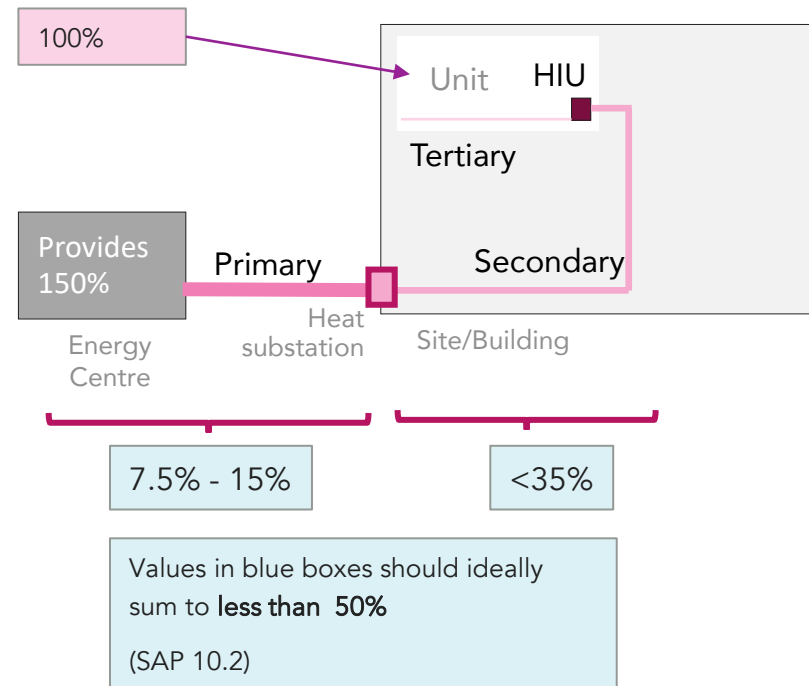 100%
Unit
HIU
Tertiary
Provides
150%
Primary
Secondary
Heat
substation
Site/Building
Energy
Centre
7.5% - 15%
<35%
Values in blue boxes should ideally
sum to less than 50%
(SAP 10.2)